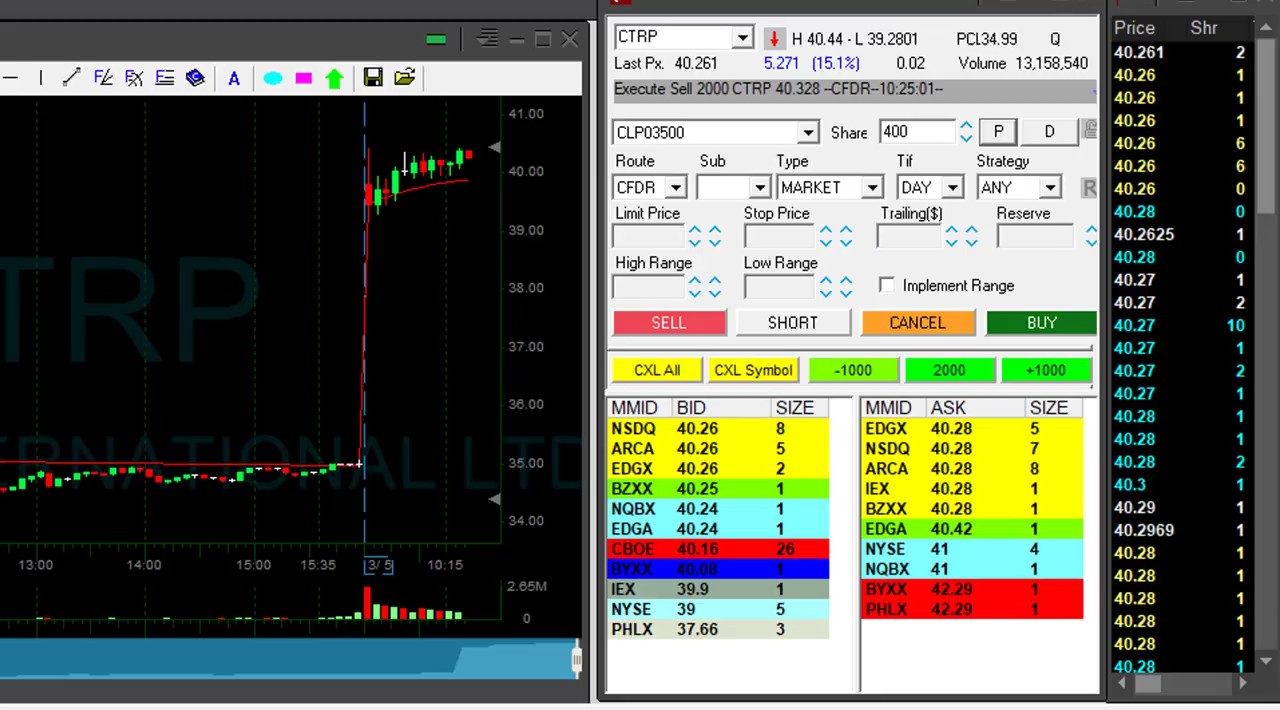 A
41.00
40.00
39.00
38.00
37.00
36.00
35.00
34.00
13:00 14:00 15:00 15:35 3/ 5 10:15
2.65M
0
TRP
ERNATIONAL LTD
CTRP H 40.44 - L 39.2801 PCL34.99 Q
Last Px. 40.261 5.271 (15.1%) 0.02 Volume 13,158,540
Execute Sell 2000 CTRP 40.328 --CFDR--10:25:01--
CLP03500 Share 400 P D
Route Sub Type Tif Strategy
CFDR MARKET DAY ANY R
Limit Price Stop Price Trailing($) Reserve
High Range Low Range
Implement Range
SELL SHORT CANCEL BUY
CXL All CXL Symbol -1000 2000 +1000
MMID BID SIZE
NSDQ 40.26 8
ARCA 40.26 5
EDGX 40.26 2
BZXX 40.25 1
NQBX 40.24 1
EDGA 40.24 1
CBOE 40.16 26
BYXX 40.08 1
IEX 39.9 1
NYSE 39 5
PHLX 37.66 3
MMID ASK SIZE
EDGX 40.28 5
NSDQ 40.28 7
ARCA 40.28 8
IEX 40.28 1
BZXX 40.28 1
EDGA 40.42 1
NYSE 41 4
NQBX 41 1
BYXX 42.29 1
PHLX 42.29 1
Price Shr
40.261 2
40.26 1
40.26 1
40.26 1
40.26 6
40.26 6
40.26 0
40.28 0
40.2625 1
40.28 0
40.27 1
40.27 2
40.27 10
40.27 1
40.27 2
40.27 1
40.28 1
40.28 1
40.28 2
40.3 1
40.29 1
40.2969 1
40.28 1
40.28 1
40.28 1
40.28 1
40.28 1
40.28 1